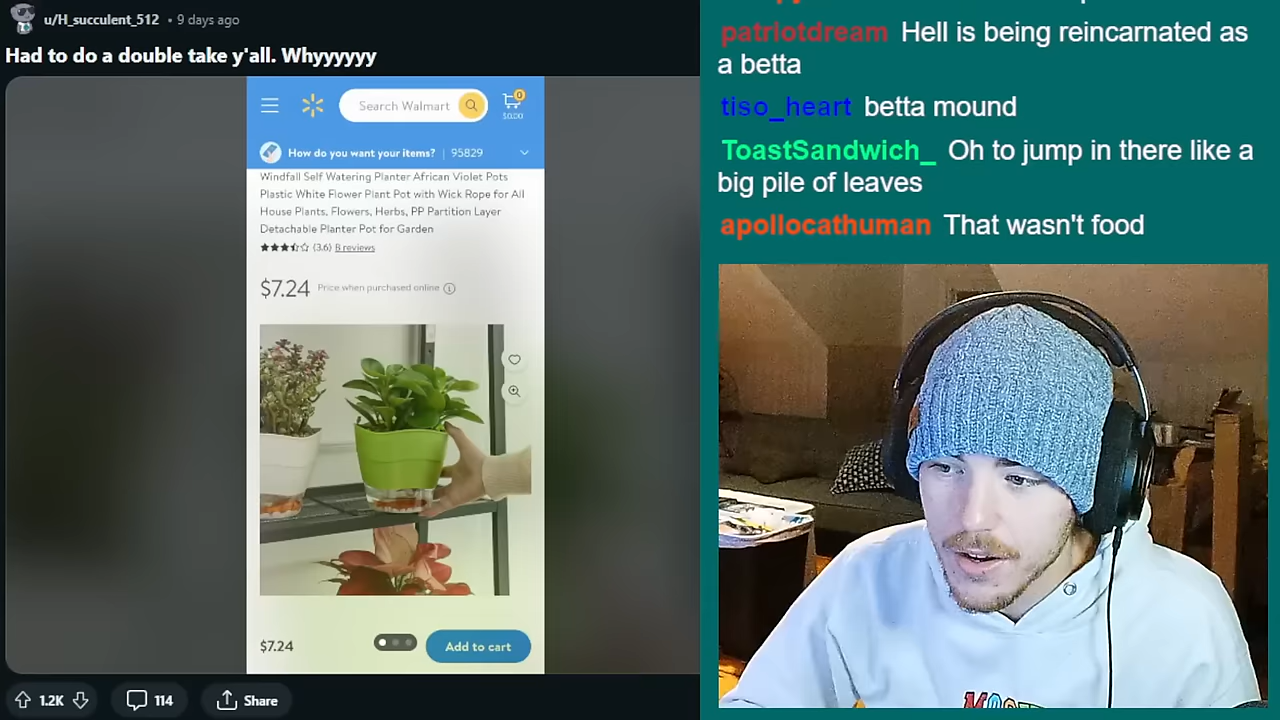 u/H_succulent_512 • 9 days ago
Had to do a double take y'all. Whyyyyyy
Search Walmart
0
$0.00
How do you want your items? | 95829
Windfall Self Watering Planter African Violet Pots
Plastic White Flower Plant Pot with Wick Rope for All
House Plants, Flowers, Herbs, PP Partition Layer
Detachable Planter Pot for Garden
(3.6) 8 reviews
$7.24 Price when purchased online
$7.24
Add to cart
1.2K
114
Share
patriotdream Hell is being reincarnated as
a betta
tiso_heart betta mound
ToastSandwich_ Oh to jump in there like a
big pile of leaves
apollocathuman That wasn't food